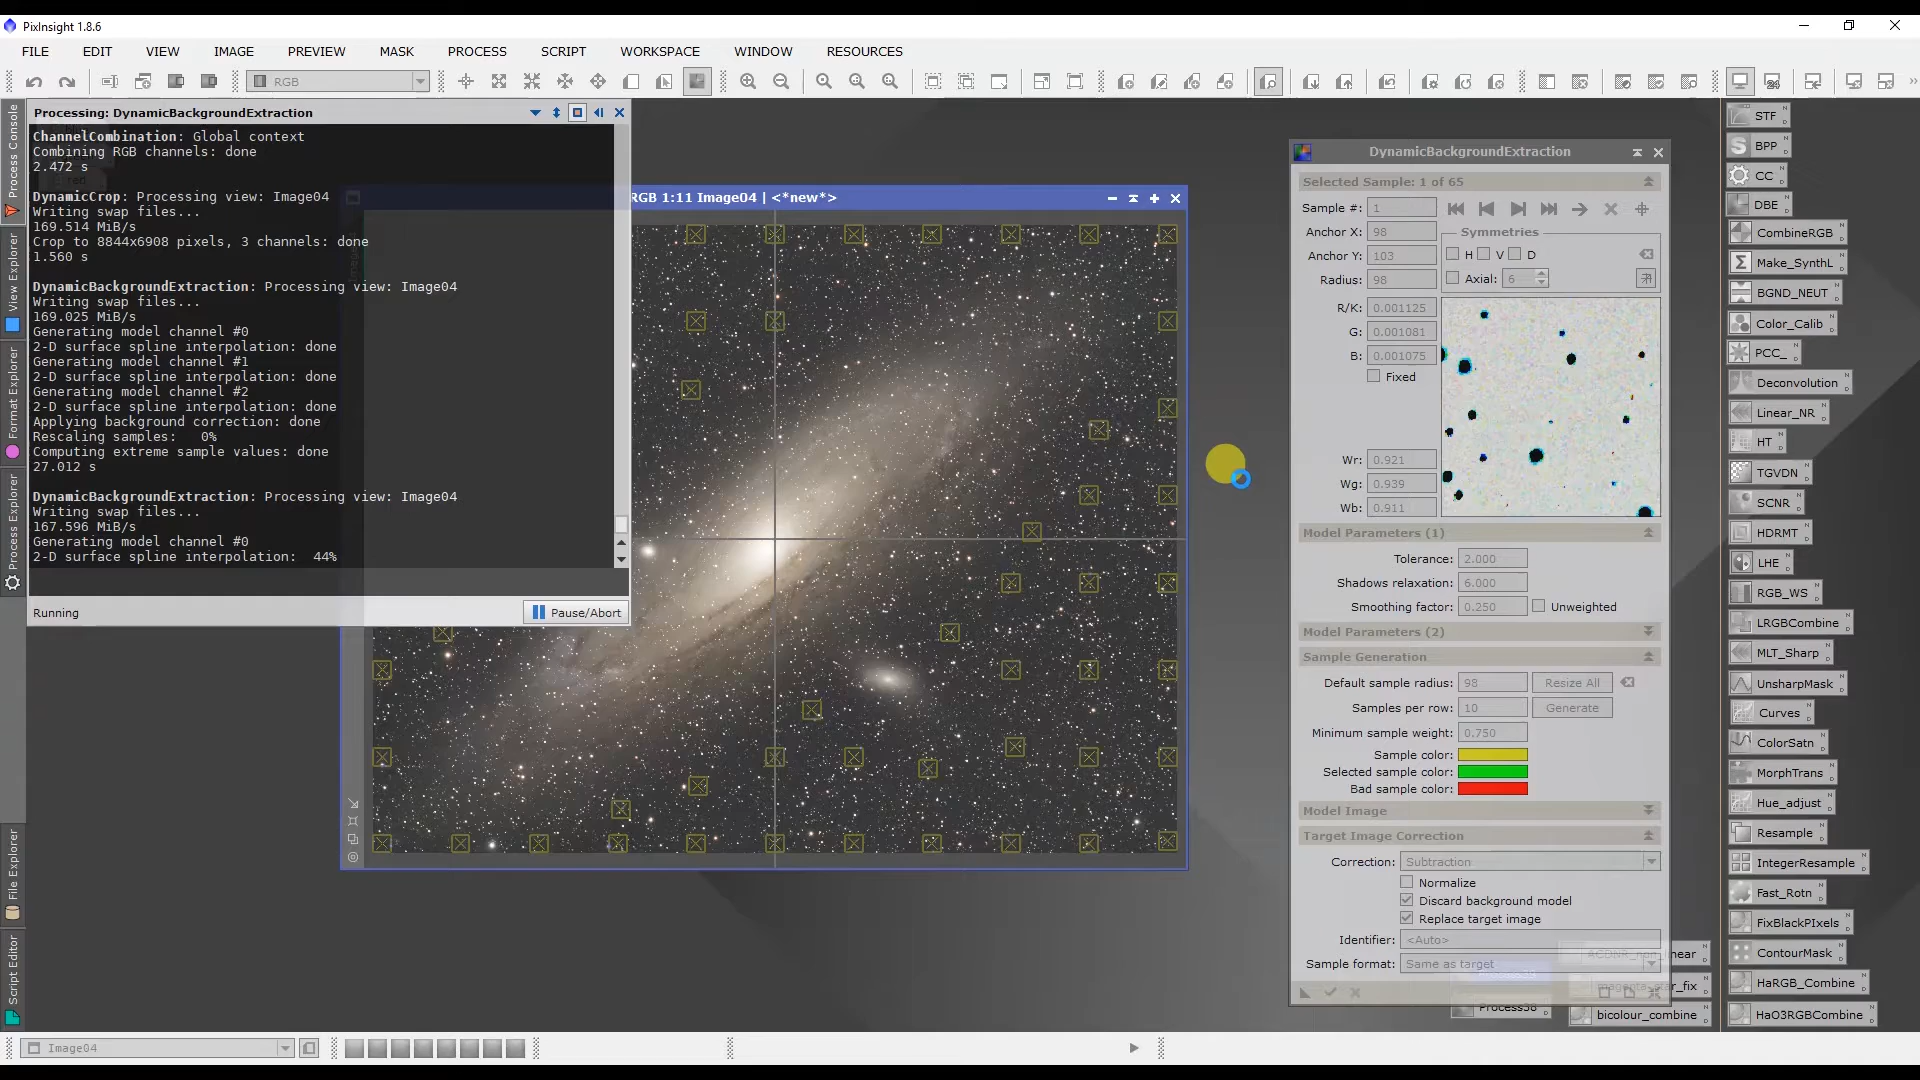 PixInsight 1.8.6
FILE EDIT VIEW IMAGE PREVIEW MASK PROCESS SCRIPT WORKSPACE WINDOW RESOURCES
RGB
Process Console
View Explorer
Format Explorer
Process Explorer
File Explorer
Script Editor
Processing: DynamicBackgroundExtraction
ChannelCombination: Global context
Combining RGB channels: done
2.472 s
DynamicCrop: Processing view: Image04
Writing swap files...
169.514 MiB/s
Crop to 8844x6908 pixels, 3 channels: done
1.560 s
DynamicBackgroundExtraction: Processing view: Image04
Writing swap files...
169.025 MiB/s
Generating model channel #0
2-D surface spline interpolation: done
Generating model channel #1
2-D surface spline interpolation: done
Generating model channel #2
2-D surface spline interpolation: done
Applying background correction: done
Rescaling samples: 0%
Computing extreme sample values: done
27.012 s
DynamicBackgroundExtraction: Processing view: Image04
Writing swap files...
167.596 MiB/s
Generating model channel #0
2-D surface spline interpolation: 44%
Running
Pause/Abort
RGB 1:11 Image04 | <*new*>
DynamicBackgroundExtraction
Selected Sample: 1 of 65
Sample #: 1
Anchor X: 98
Symmetries
Anchor Y: 103
H V D
Radius: 98
Axial: 6
R/K: 0.001125
G: 0.001081
B: 0.001075
Fixed
Wr: 0.921
Wg: 0.939
Wb: 0.911
Model Parameters (1)
Tolerance: 2.000
Shadows relaxation: 6.000
Smoothing factor: 0.250 Unweighted
Model Parameters (2)
Sample Generation
Default sample radius: 98 Resize All
Samples per row: 10 Generate
Minimum sample weight: 0.750
Sample color:
Selected sample color:
Bad sample color:
Model Image
Target Image Correction
Correction: Subtraction
Normalize
Discard background model
Replace target image
Identifier: <Auto>
Sample format: Same as target
Process38
bicolour_combine
STF
BPP
CC
DBE
CombineRGB
Make_SynthL
BGND_NEUT
Color_Calib
PCC_
Deconvolution
Linear_NR
HT
TGVDN
SCNR
HDRMT
LHE
RGB_WS
LRGBCombine
MLT_Sharp
UnsharpMask
Curves
ColorSatn
MorphTrans
Hue_adjust
Resample
IntegerResample
Fast_Rotn
FixBlackPIxels
ContourMask
HaRGB_Combine
HaO3RGBCombine
Image04